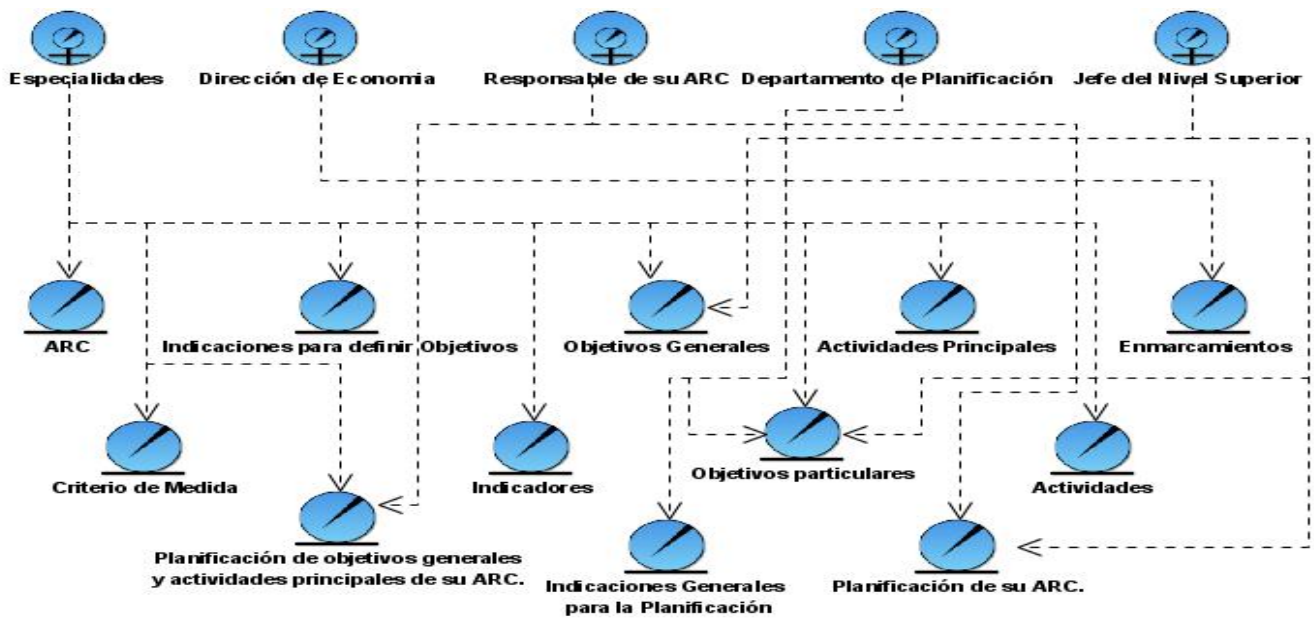 Especialidades
Dirección de Economia
Responsable de su ARC
Departamento de Planificación
Jefe del Nivel Superior
ARC
Indicaciones para definir Objetivos
Objetivos Generales
Actividades Principales
Enmarcamientos
Criterio de Medida
Indicadores
Objetivos particulares
Actividades
Planificación de objetivos generales
y actividades principales de su ARC.
Indicaciones Generales
para la Planificación
Planificación de su ARC.